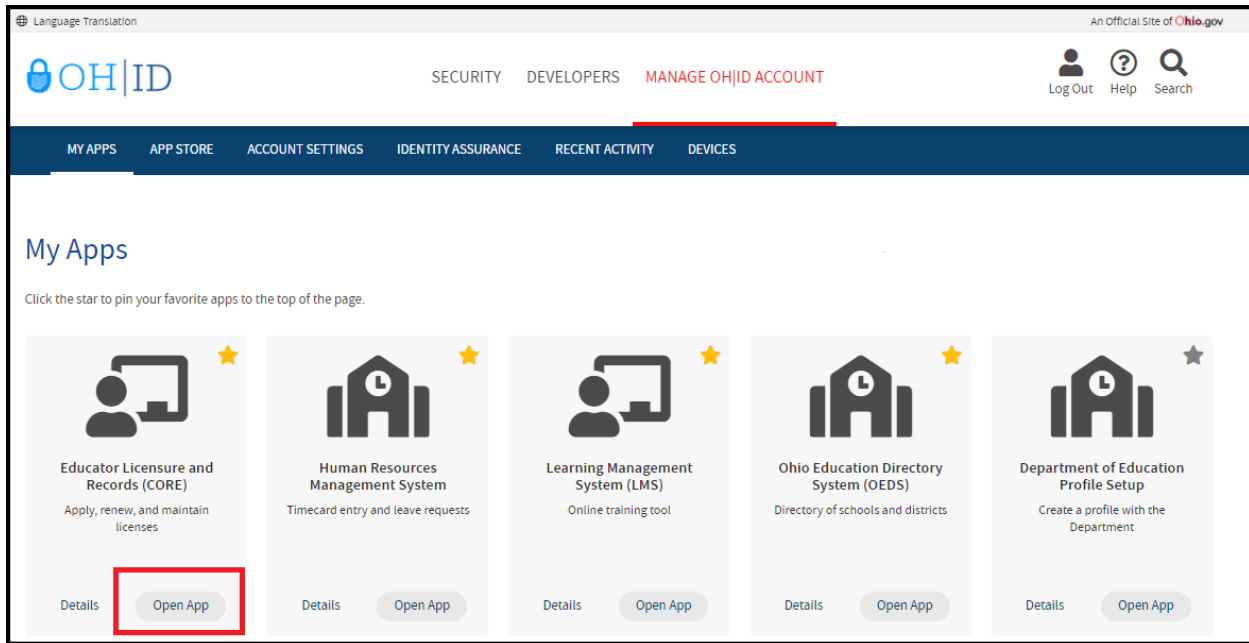 Language Translation
An Official Site of Ohio.gov
OH|ID
SECURITY DEVELOPERS MANAGE OH|ID ACCOUNT
Log Out Help Search
MY APPS APP STORE ACCOUNT SETTINGS IDENTITY ASSURANCE RECENT ACTIVITY DEVICES
My Apps
Click the star to pin your favorite apps to the top of the page.
Educator Licensure and
Records (CORE)
Apply, renew, and maintain
licenses
Details Open App
Human Resources
Management System
Timecard entry and leave requests
Details Open App
Learning Management
System (LMS)
Online training tool
Details Open App
Ohio Education Directory
System (OEDS)
Directory of schools and districts
Details Open App
Department of Education
Profile Setup
Create a profile with the
Department
Details Open App